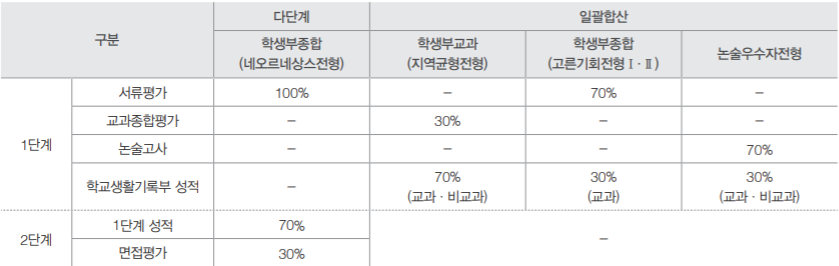 구분 다단계 일괄합산
학생부종합 (네오르네상스전형) 학생부교과 (지역균형전형) 학생부종합 (고른기회전형 I · II) 논술우수자전형
1단계 서류평가 100% – 70% –
교과종합평가 – 30% – –
논술고사 – – – 70%
학교생활기록부 성적 – 70% (교과 · 비교과) 30% (교과) 30% (교과 · 비교과)
2단계 1단계 성적 70% –
면접평가 30%